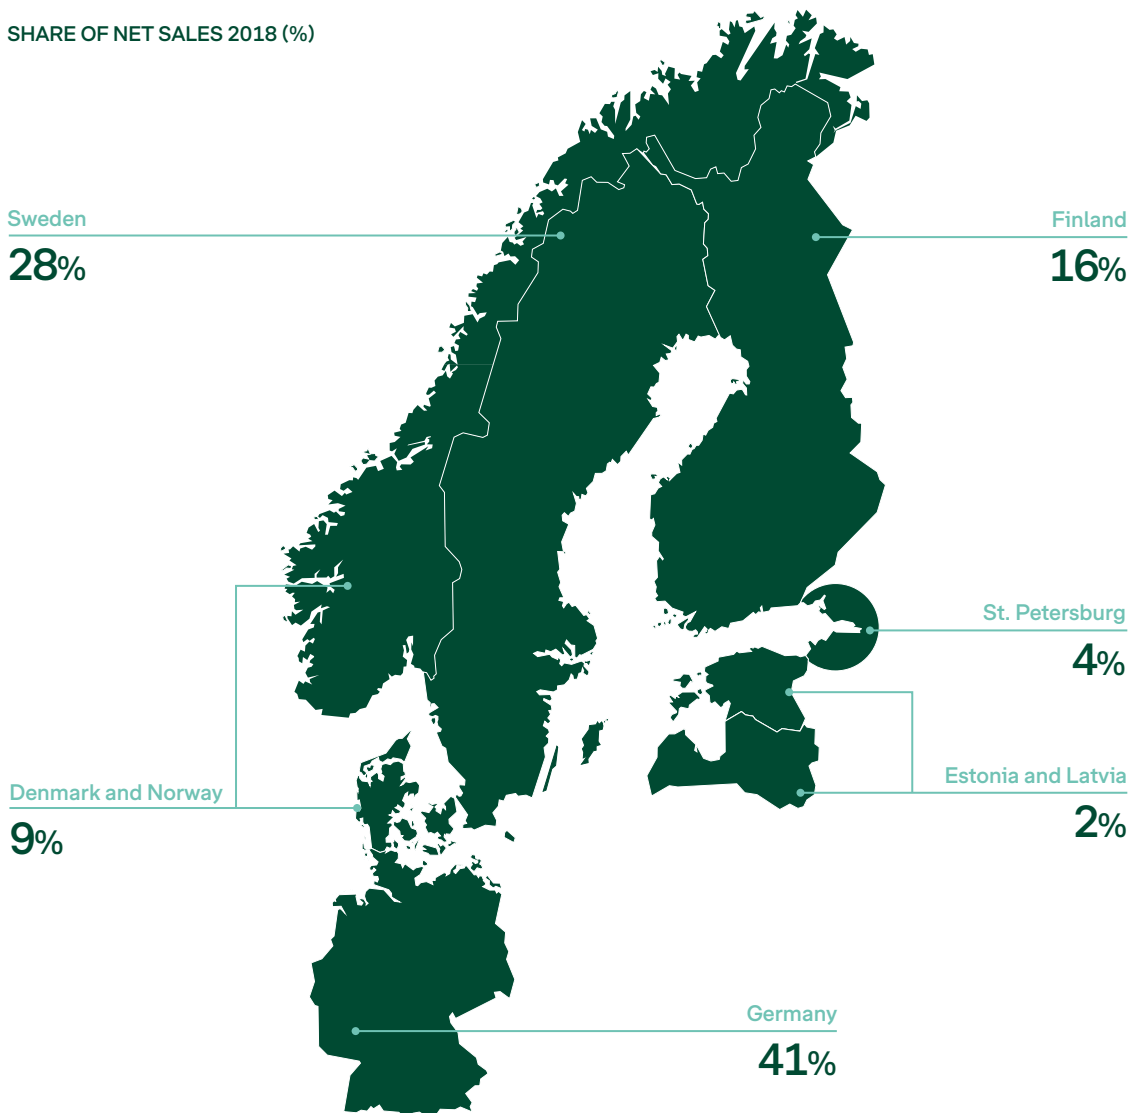 SHARE OF NET SALES 2018 (%)
Sweden
28%
Finland
16%
St. Petersburg
4%
Denmark and Norway
9%
Estonia and Latvia
2%
Germany
41%